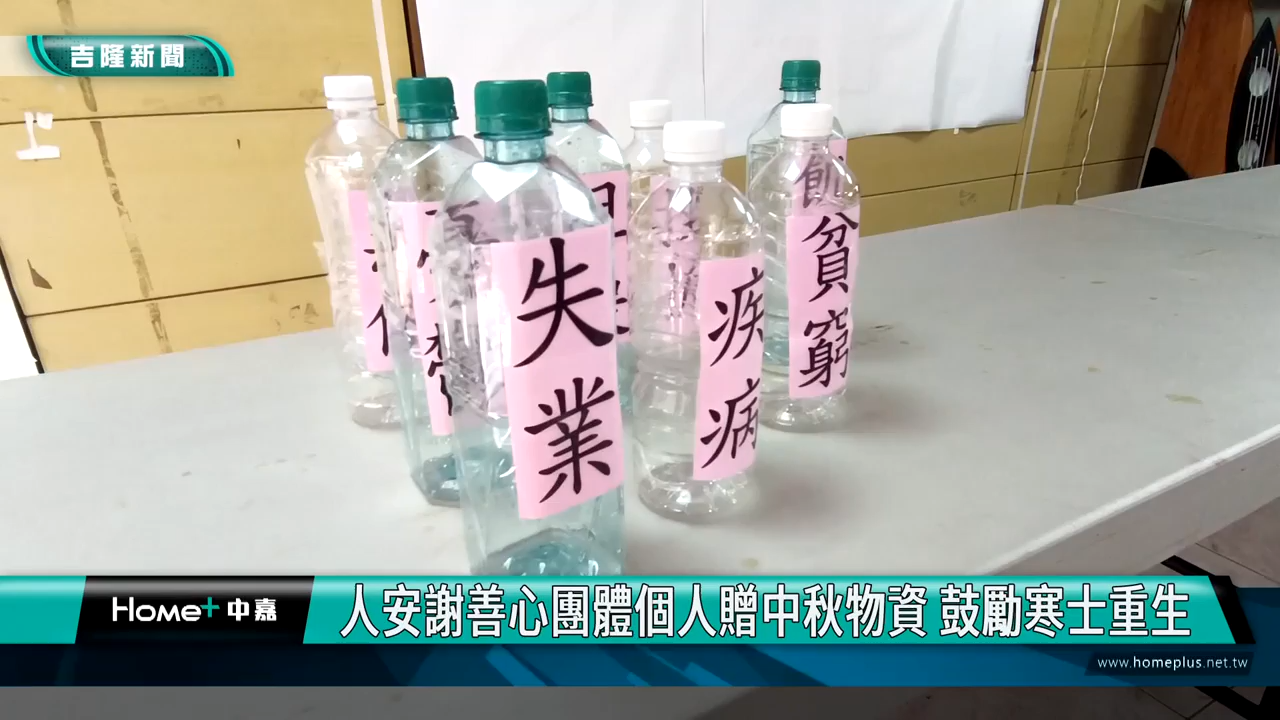 吉隆新聞
飢
貧窮
疾病
失業
Home+中嘉
人安謝善心團體個人贈中秋物資 鼓勵寒士重生
www.homeplus.net.tw